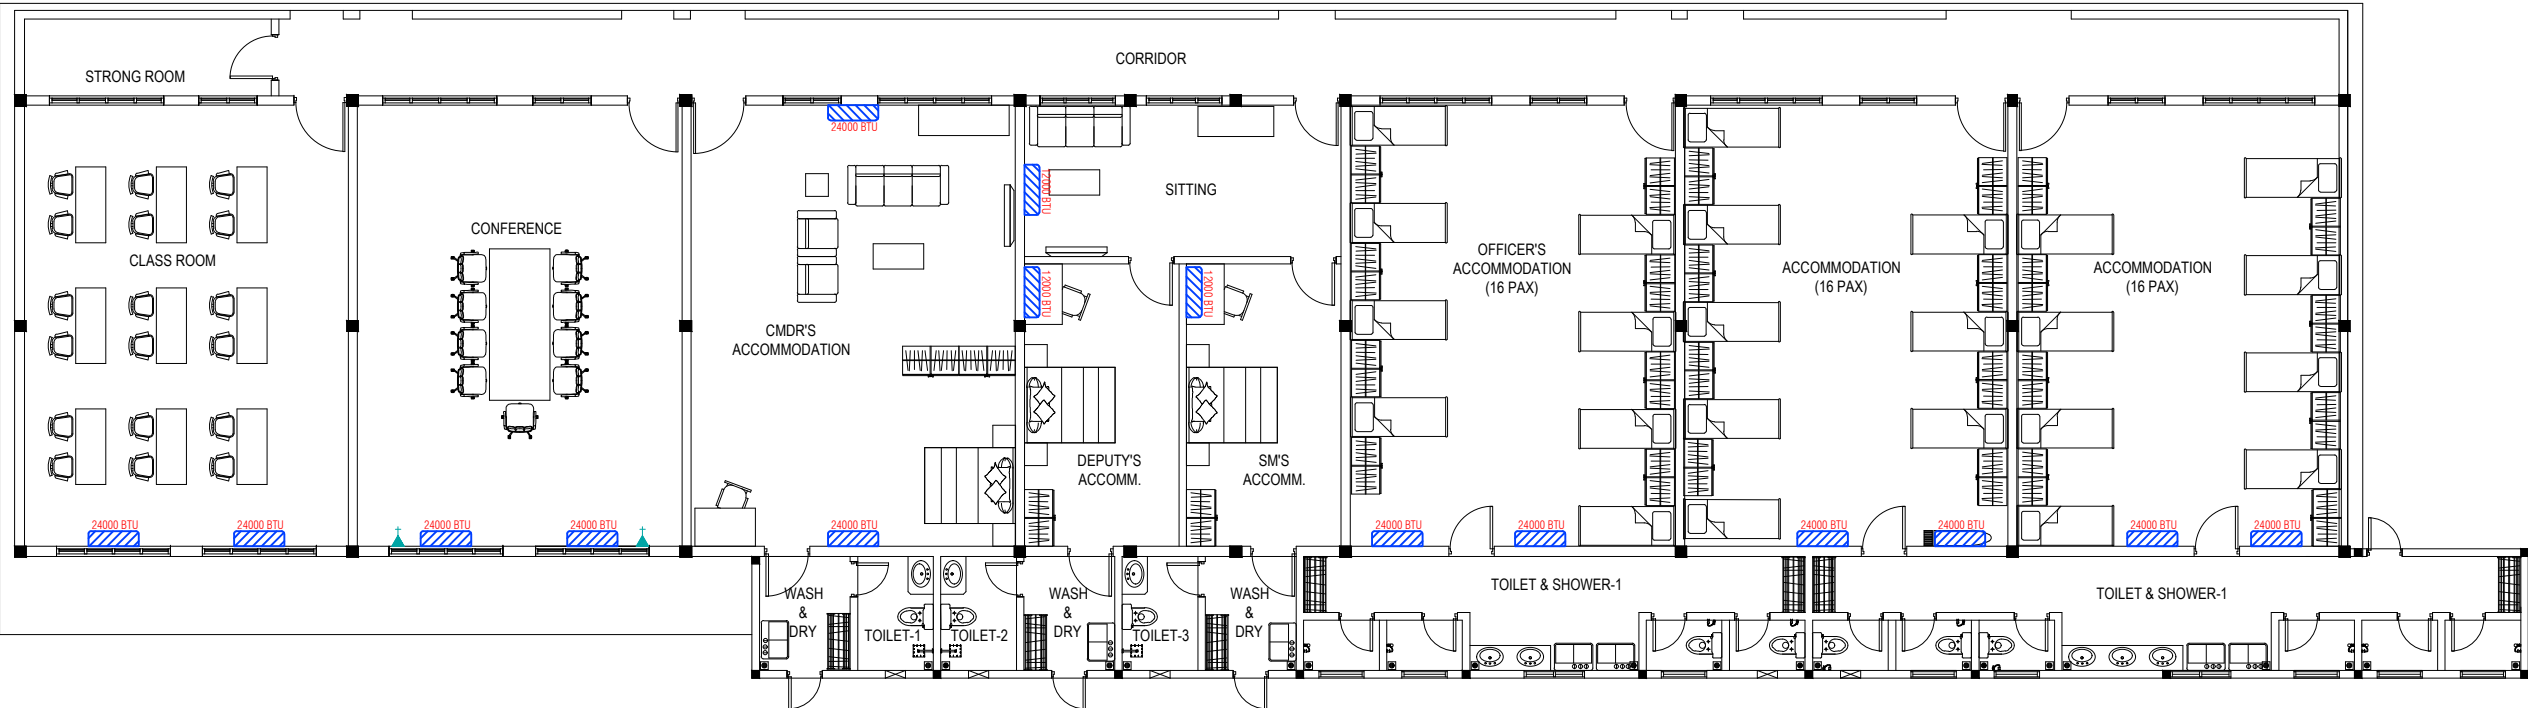 CORRIDOR
STRONG ROOM
24000 BTU
12000 BTU
SITTING
CONFERENCE
CLASS ROOM
OFFICER'S
ACCOMMODATION
(16 PAX)
ACCOMMODATION
(16 PAX)
ACCOMMODATION
(16 PAX)
12000 BTU
12000 BTU
CMDR'S
ACCOMMODATION
DEPUTY'S
ACCOMM.
SM'S
ACCOMM.
24000 BTU
24000 BTU
24000 BTU
24000 BTU
24000 BTU
24000 BTU
24000 BTU
24000 BTU
24000 BTU
24000 BTU
24000 BTU
WASH
&
DRY
TOILET-1
TOILET-2
WASH
&
DRY
TOILET-3
WASH
&
DRY
TOILET & SHOWER-1
TOILET & SHOWER-1